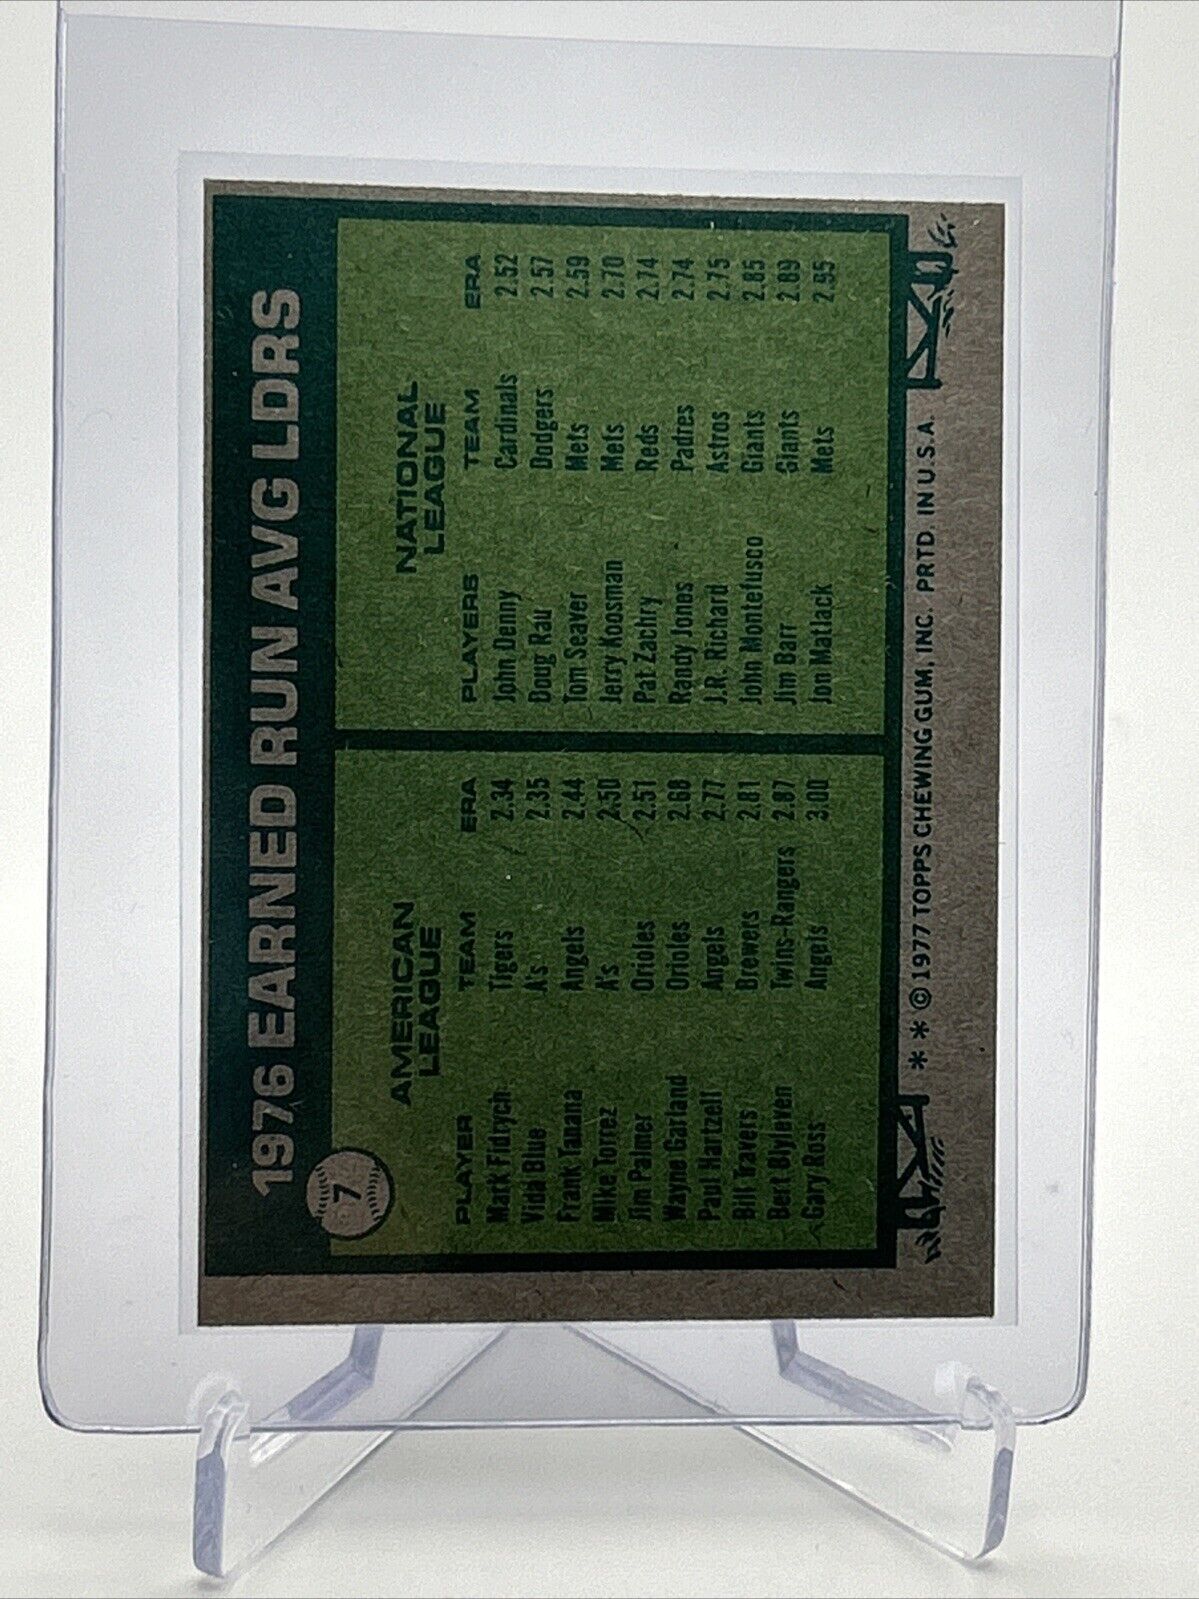 1976 EARNED RUN AVG LDRS
7
AMERICAN
LEAGUE
PLAYER TEAM ERA
Mark Fidrych Tigers 2.34
Vida Blue A's 2.35
Frank Tanana Angels 2.44
Mike Torrez A's 2.50
Jim Palmer Orioles 2.51
Wayne Garland Orioles 2.68
Paul Hartzell Angels 2.77
Bill Travers Brewers 2.81
Bert Blyleven Twins-Rangers 2.87
Gary Ross Angels 3.00
NATIONAL
LEAGUE
PLAYERS TEAM ERA
John Denny Cardinals 2.52
Doug Rau Dodgers 2.57
Tom Seaver Mets 2.59
Jerry Koosman Mets 2.70
Pat Zachry Reds 2.74
Randy Jones Padres 2.74
J.R. Richard Astros 2.75
John Montefusco Giants 2.85
Jim Barr Giants 2.89
Jon Matlack Mets 2.95
* * © 1977 TOPPS CHEWING GUM, INC. PRTD. IN U.S.A.